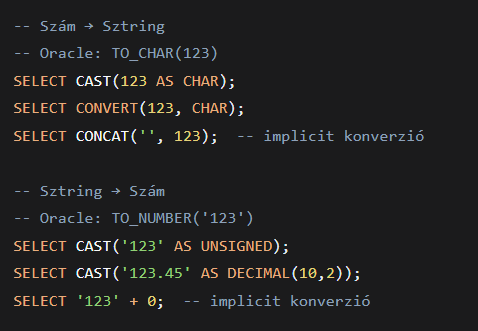 -- Szám → Sztring
-- Oracle: TO_CHAR(123)
SELECT CAST(123 AS CHAR);
SELECT CONVERT(123, CHAR);
SELECT CONCAT('', 123);  -- implicit konverzió
-- Sztring → Szám
-- Oracle: TO_NUMBER('123')
SELECT CAST('123' AS UNSIGNED);
SELECT CAST('123.45' AS DECIMAL(10,2));
SELECT '123' + 0;  -- implicit konverzió